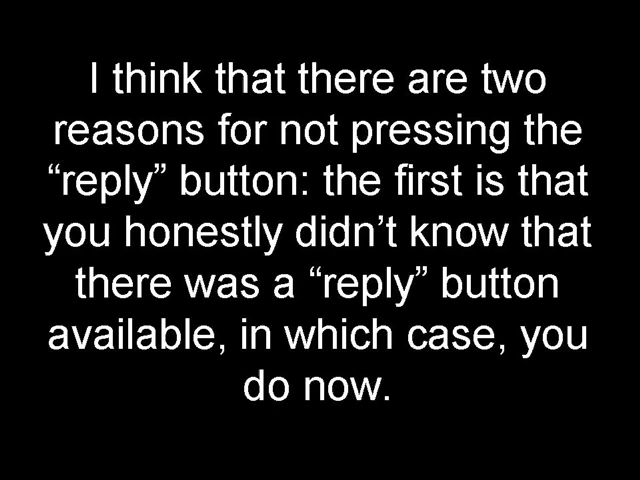 I think that there are two
reasons for not pressing the
“reply” button: the first is that
you honestly didn’t know that
there was a “reply” button
available, in which case, you
do now.